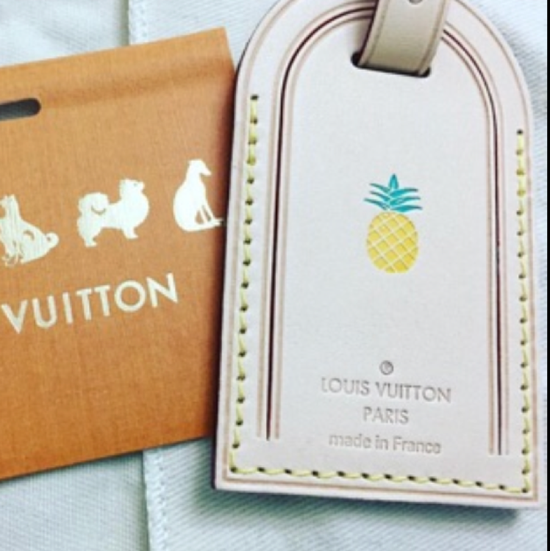 VUITTON
®
LOUIS VUITTON
PARIS
made in France